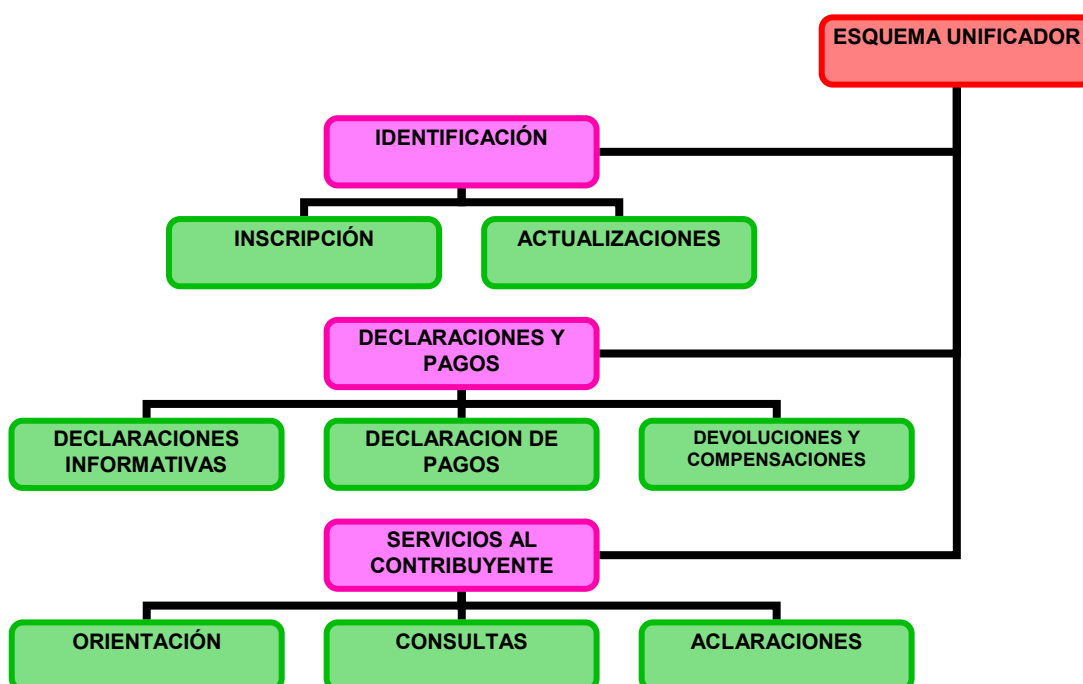 ESQUEMA UNIFICADOR
IDENTIFICACIÓN
INSCRIPCIÓN
ACTUALIZACIONES
DECLARACIONES Y
PAGOS
DECLARACIONES
INFORMATIVAS
DECLARACION DE
PAGOS
DEVOLUCIONES Y
COMPENSACIONES
SERVICIOS AL
CONTRIBUYENTE
ORIENTACIÓN
CONSULTAS
ACLARACIONES